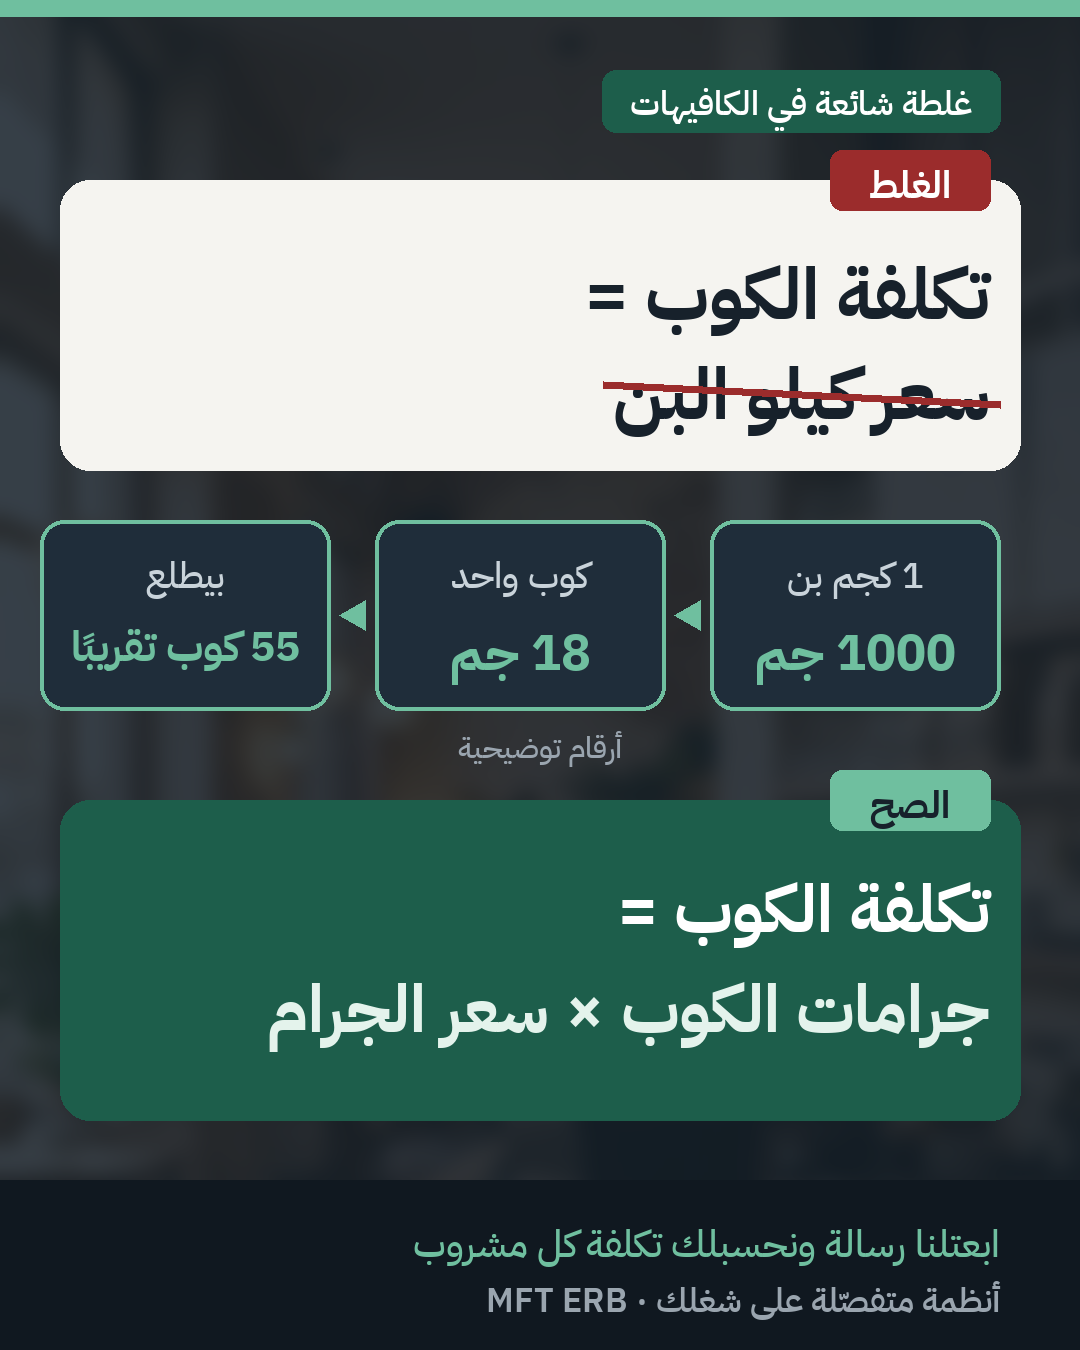 غلطة شائعة في الكافيهات
الغلط
تكلفة الكوب =
سعر كيلو البن
1 كجم بن
1000 جم
كوب واحد
18 جم
بيطلع
55 كوب تقريبًا
أرقام توضيحية
الصح
تكلفة الكوب =
جرامات الكوب × سعر الجرام
ابعتلنا رسالة ونحسبلك تكلفة كل مشروب
أنظمة متفصّلة على شغلك · MFT ERB